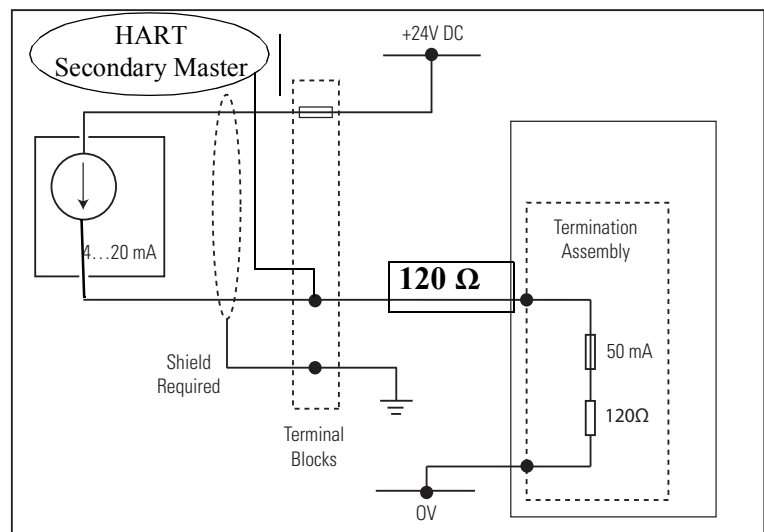 HART
Secondary Master
+24V DC
4…20 mA
120 Ω
Termination
Assembly
50 mA
120Ω
Shield
Required
Terminal
Blocks
0V